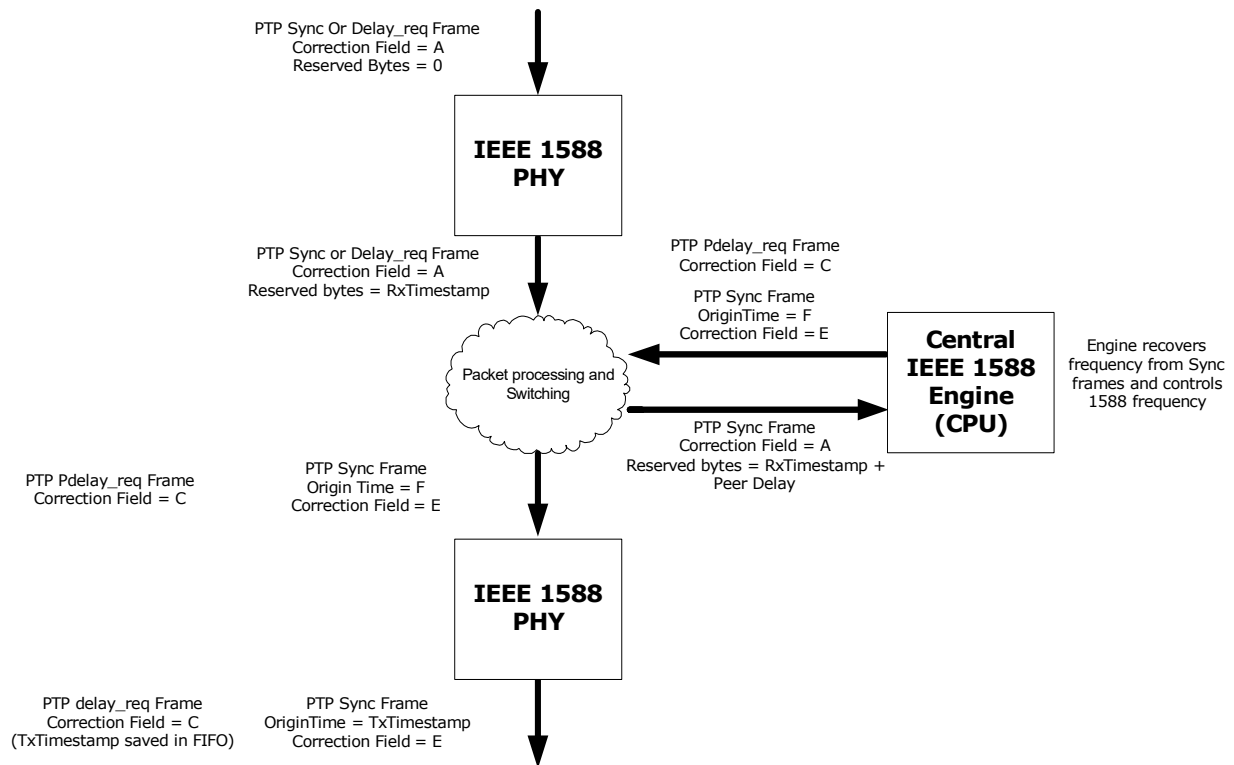 PTP Sync Or Delay_req Frame
Correction Field = A
Reserved Bytes = 0
IEEE 1588
PHY
PTP Sync or Delay_req Frame
Correction Field = A
Reserved bytes = RxTimestamp
PTP Pdelay_req Frame
Correction Field = C
PTP Sync Frame
OriginTime = F
Correction Field = E
Packet processing and
Switching
Central
IEEE 1588
Engine
(CPU)
Engine recovers
frequency from Sync
frames and controls
1588 frequency
PTP Sync Frame
Correction Field = A
Reserved bytes = RxTimestamp +
Peer Delay
PTP Pdelay_req Frame
Correction Field = C
PTP Sync Frame
Origin Time = F
Correction Field = E
IEEE 1588
PHY
PTP delay_req Frame
Correction Field = C
(TxTimestamp saved in FIFO)
PTP Sync Frame
OriginTime = TxTimestamp
Correction Field = E